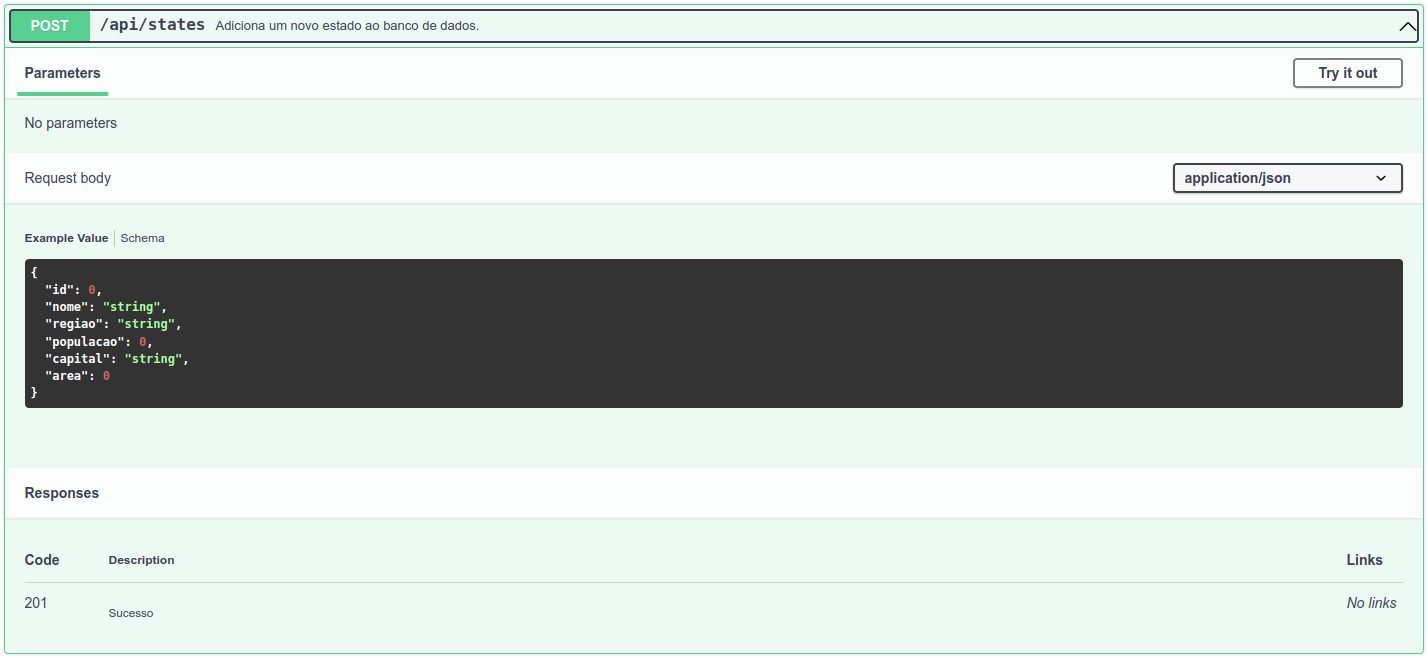 POST /api/states Adiciona um novo estado ao banco de dados.
Parameters Try it out
No parameters
Request body application/json
Example Value Schema
{
  "id": 0,
  "nome": "string",
  "regiao": "string",
  "populacao": 0,
  "capital": "string",
  "area": 0
}
Responses
Code Description Links
201 Sucesso No links